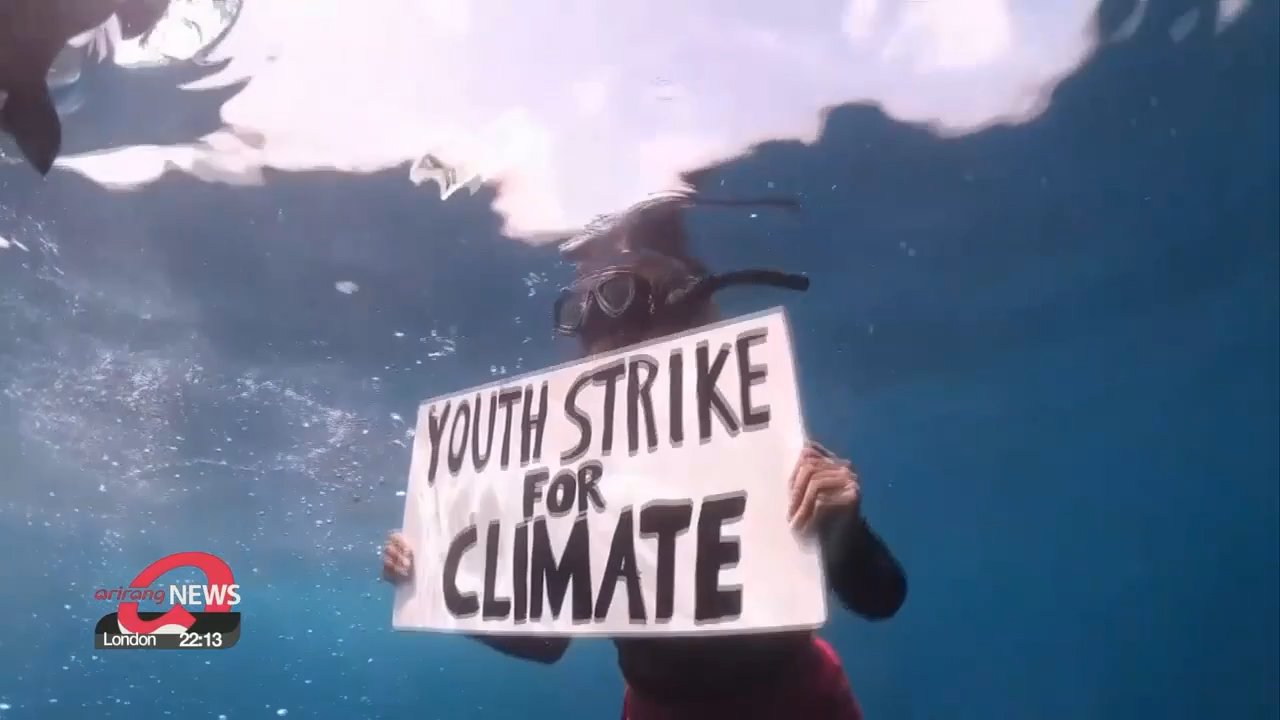 YOUTH STRIKE
FOR
CLIMATE
arirang NEWS
London 22:13